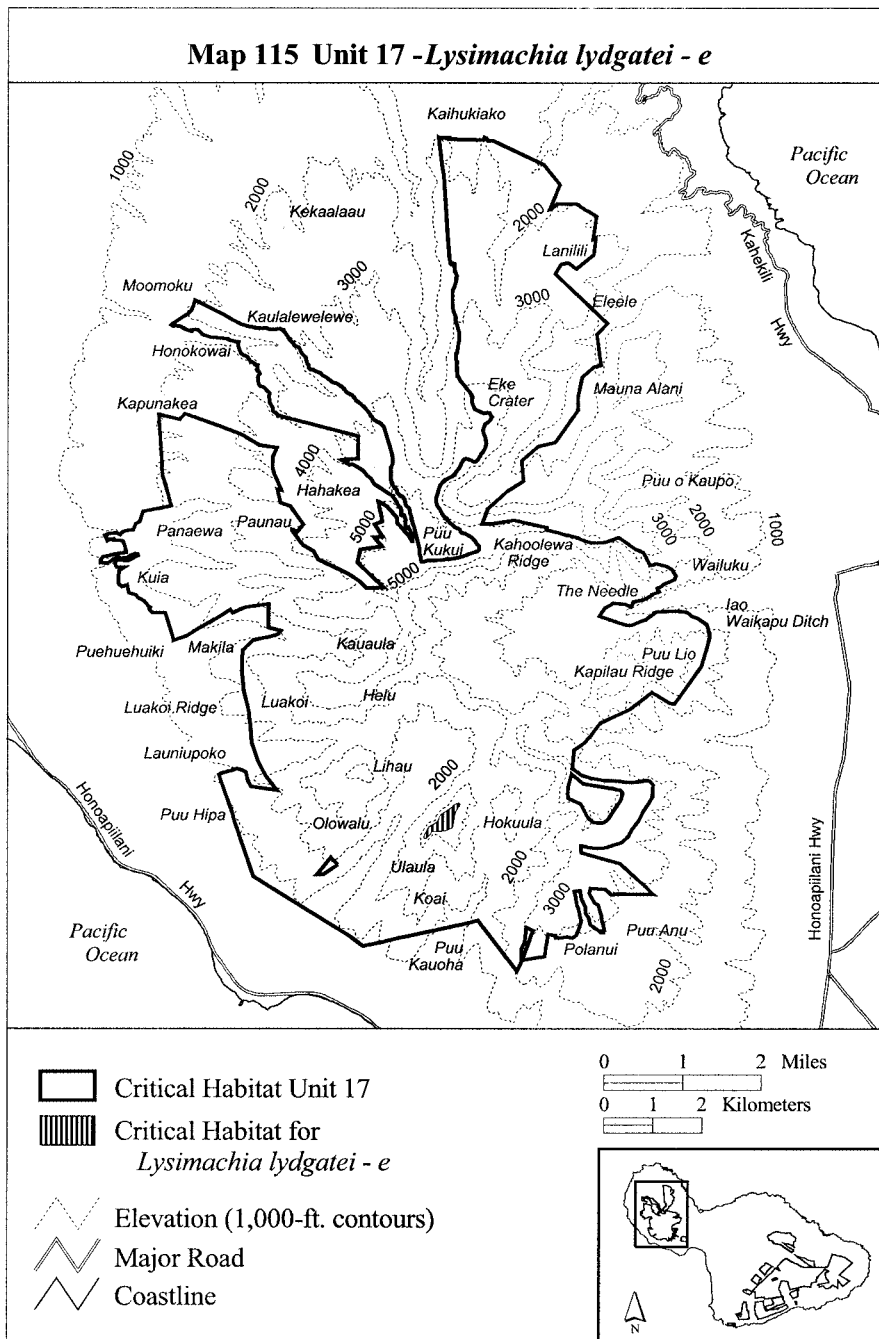 Map 115 Unit 17 - Lysimachia lydgatei - e
Kaihukiako
Pacific
Ocean
1000
2000
Kekaalaau
2000
Lanilili
Kahekili
Hwy
3000
3000
Moomoku
Kaulalewelewe
Eleele
Honokowai
Eke
Crater
Mauna Alani
Kapunakea
4000
Hahakea
Puu o Kaupo
5000
Panaewa
Paunau
Puu
Kukui
Kahoolewa
Ridge
3000
2000
1000
Wailuku
5000
Kuia
The Needle
Iao
Waikapu Ditch
Puehuehuiki
Makila
Kauaula
Puu Lio
Kapilau Ridge
Luakoi Ridge
Luakoi
Helu
Launiupoko
Lihau
2000
Honoapiilani
Hwy
Puu Hipa
Olowalu
Hokuula
Ulaula
2000
Koai
3000
Honoapiilani Hwy
Pacific
Ocean
Puu
Kauoha
Polanui
Puu Anu
2000
Critical Habitat Unit 17
Critical Habitat for
Lysimachia lydgatei - e
Elevation (1,000-ft. contours)
Major Road
Coastline
0 1 2 Miles
0 1 2 Kilometers
N